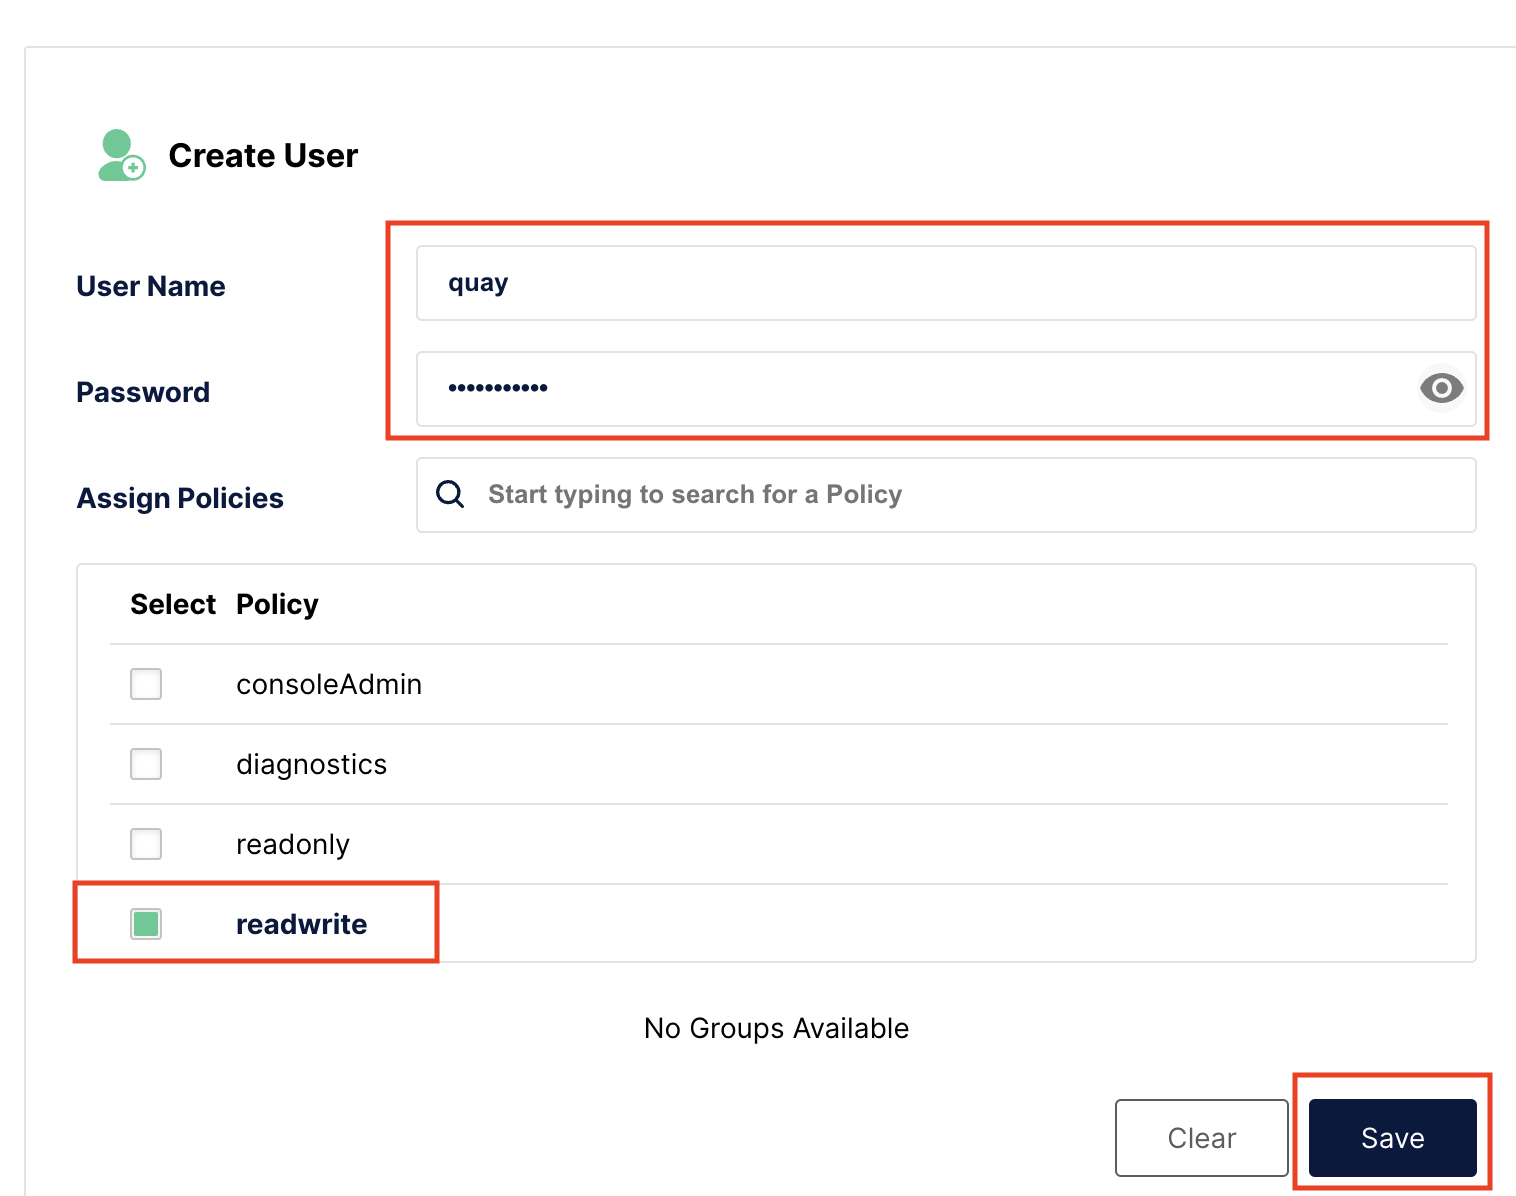 Create User
User Name
quay
Password
•••••••••••
Assign Policies
Start typing to search for a Policy
Select Policy
consoleAdmin
diagnostics
readonly
readwrite
No Groups Available
Clear
Save